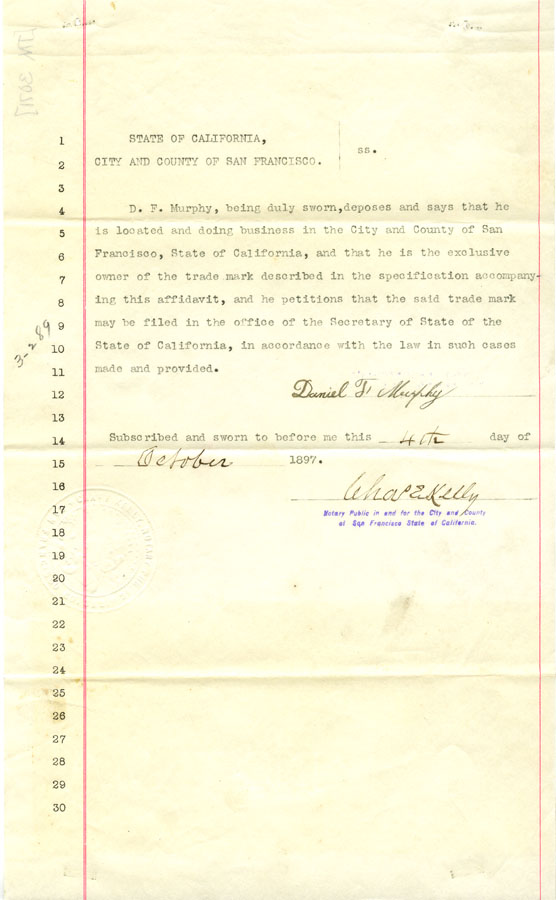 [TM 3071]
1 STATE OF CALIFORNIA,
ss.
2 CITY AND COUNTY OF SAN FRANCISCO.
3
4 D. F. Murphy, being duly sworn,deposes and says that he
5 is located and doing business in the City and County of San
6 Francisco, State of California, and that he is the exclusive
7 owner of the trade mark described in the specification accompany-
8 ing this affidavit, and he petitions that the said trade mark
9 may be filed in the office of the Secretary of State of the
10 State of California, in accordance with the law in such cases
11 made and provided.
3-289
12 Daniel F. Murphy
13
14 Subscribed and sworn to before me this 4th day of
15 October 1897.
16 Chas E Kelly
17 Notary Public in and for the City and County
of San Francisco State of California.
18
19
20
21
22
23
24
25
26
27
28
29
30